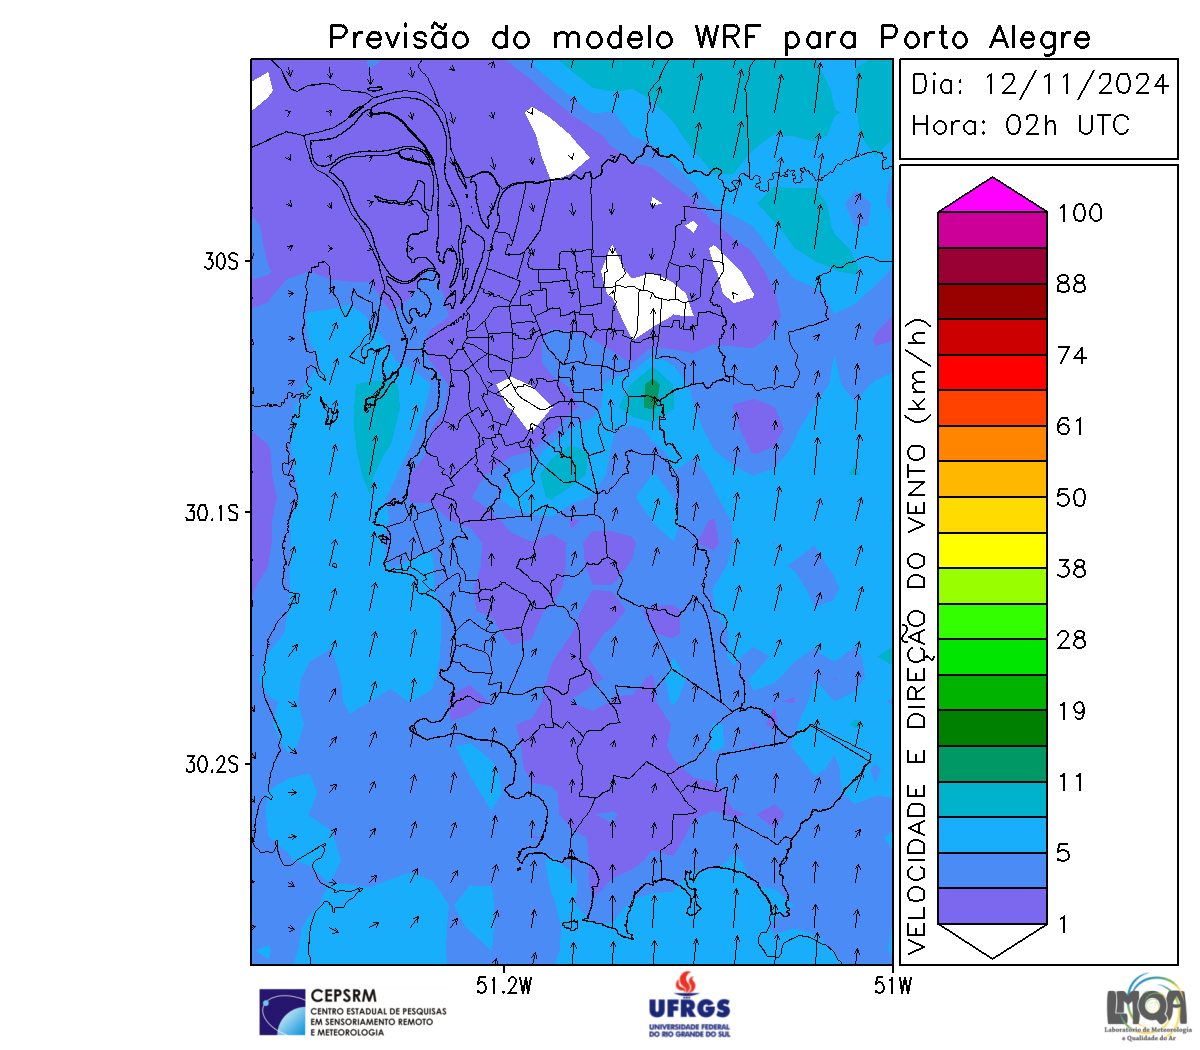 Previsão do modelo WRF para Porto Alegre
Dia: 12/11/2024
Hora: 02h UTC
30S
30.1S
30.2S
51.2W
51W
VELOCIDADE E DIREÇÃO DO VENTO (km/h)
100
88
74
61
50
38
28
19
11
5
1
CEPSRM
CENTRO ESTADUAL DE PESQUISAS
EM SENSORIAMENTO REMOTO
E METEOROLOGIA
UFRGS
UNIVERSIDADE FEDERAL
DO RIO GRANDE DO SUL
LMQA
Laboratório de Meteorologia
e Qualidade do Ar